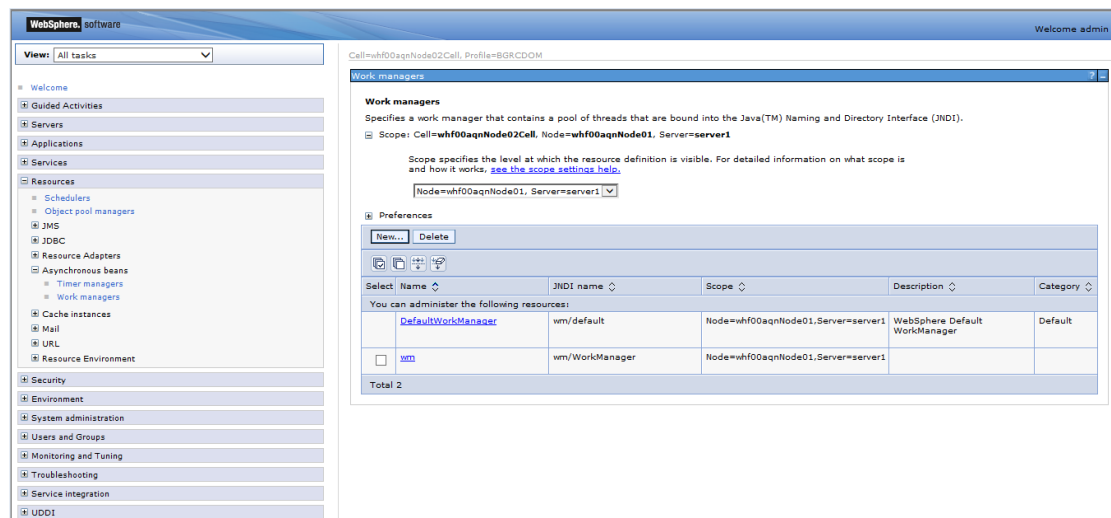 WebSphere. software
Welcome admin
View: All tasks
Welcome
Guided Activities
Servers
Applications
Services
Resources
Schedulers
Object pool managers
JMS
JDBC
Resource Adapters
Asynchronous beans
Timer managers
Work managers
Cache instances
Mail
URL
Resource Environment
Security
Environment
System administration
Users and Groups
Monitoring and Tuning
Troubleshooting
Service integration
UDDI
Cell=whf00aqnNode02Cell, Profile=BGRCDOM
Work managers
Work managers
Specifies a work manager that contains a pool of threads that are bound into the Java(TM) Naming and Directory Interface (JNDI).
Scope: Cell=whf00aqnNode02Cell, Node=whf00aqnNode01, Server=server1
Scope specifies the level at which the resource definition is visible. For detailed information on what scope is
and how it works, see the scope settings help.
Node=whf00aqnNode01, Server=server1
Preferences
New... Delete
Select Name JNDI name Scope Description Category
You can administer the following resources:
DefaultWorkManager wm/default Node=whf00aqnNode01,Server=server1 WebSphere Default Default
WorkManager
wm wm/WorkManager Node=whf00aqnNode01,Server=server1
Total 2